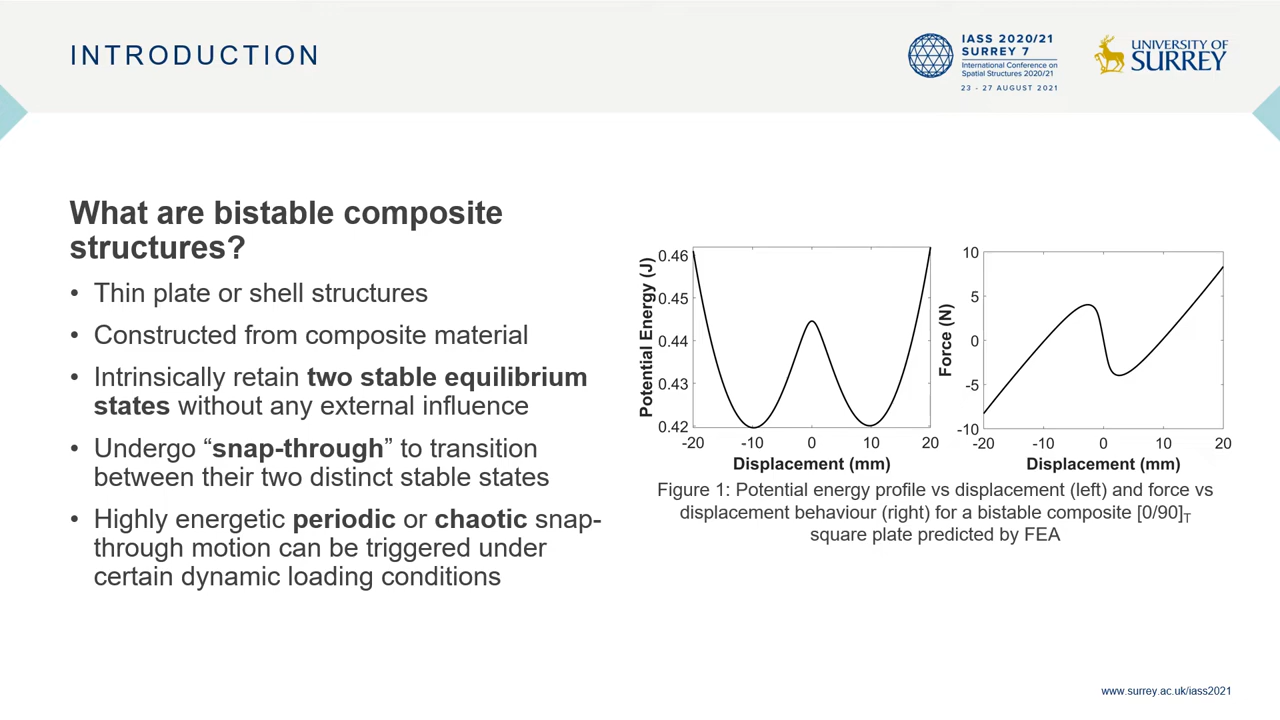 INTRODUCTION
IASS 2020/21
SURREY 7
International Conference on
Spatial Structures 2020/21
23 - 27 AUGUST 2021
UNIVERSITY OF
SURREY
What are bistable composite
structures?
• Thin plate or shell structures
• Constructed from composite material
• Intrinsically retain two stable equilibrium
states without any external influence
• Undergo “snap-through” to transition
between their two distinct stable states
• Highly energetic periodic or chaotic snap-
through motion can be triggered under
certain dynamic loading conditions
Potential Energy (J)
0.46
0.45
0.44
0.43
0.42
-20 -10 0 10 20
Displacement (mm)
Force (N)
10
5
0
-5
-10
-20 -10 0 10 20
Displacement (mm)
Figure 1: Potential energy profile vs displacement (left) and force vs
displacement behaviour (right) for a bistable composite [0/90]T
square plate predicted by FEA
www.surrey.ac.uk/iass2021